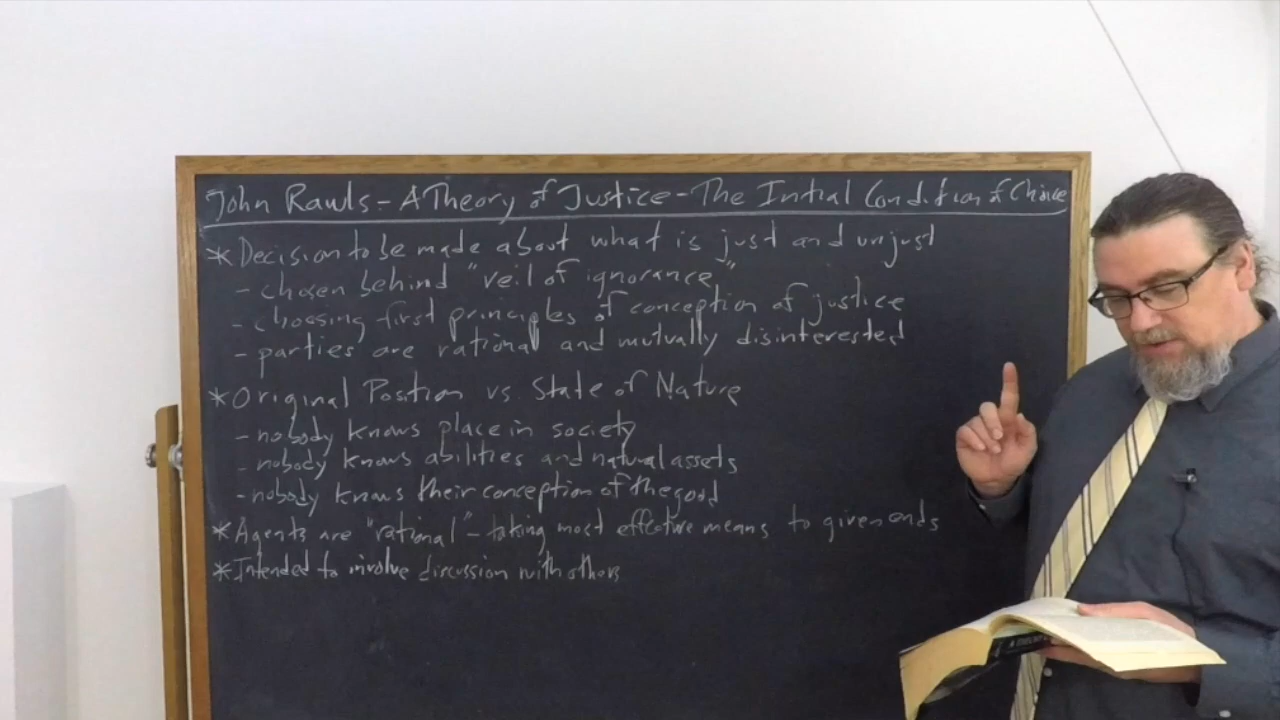 John Rawls - A Theory of Justice - The Initial Condition of Choice
* Decision to be made about what is just and unjust
- chosen behind "veil of ignorance"
- choosing first principles of conception of justice
- parties are rational and mutually disinterested
* Original Position vs. State of Nature
- nobody knows place in society
- nobody knows abilities and natural assets
- nobody knows their conception of the good
* Agents are "rational" - taking most effective means to given ends
* Intended to involve discussion with others